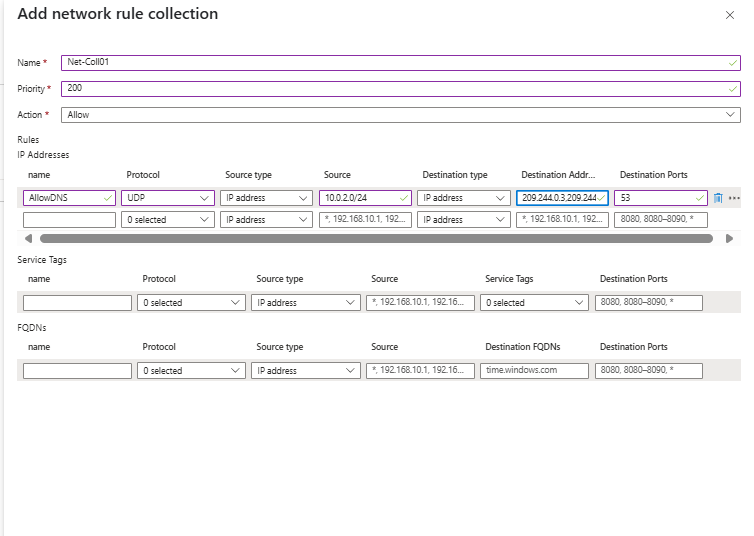 Add network rule collection
Name *
Net-Coll01
Priority *
200
Action *
Allow
Rules
IP Addresses
name Protocol Source type Source Destination type Destination Addr... Destination Ports
AllowDNS UDP IP address 10.0.2.0/24 IP address 209.244.0.3,209.244 53
0 selected IP address *, 192.168.10.1, 192... IP address *, 192.168.10.1, 192... 8080, 8080–8090, *
Service Tags
name Protocol Source type Source Service Tags Destination Ports
0 selected IP address *, 192.168.10.1, 192.16... 0 selected 8080, 8080–8090, *
FQDNs
name Protocol Source type Source Destination FQDNs Destination Ports
0 selected IP address *, 192.168.10.1, 192.16... time.windows.com 8080, 8080–8090, *